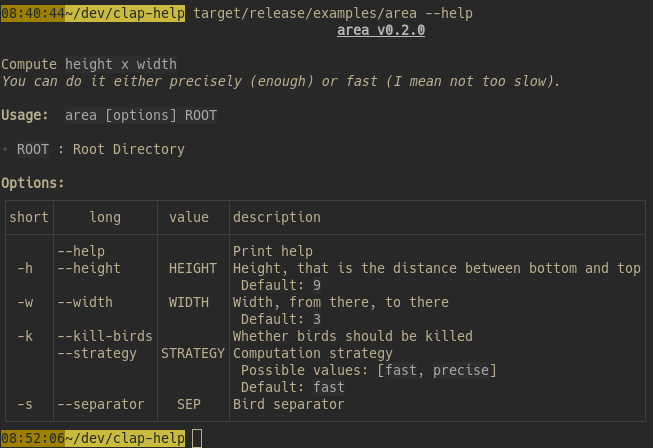 08:40:44~/dev/clap-help target/release/examples/area --help
area v0.2.0
Compute height x width
You can do it either precisely (enough) or fast (I mean not too slow).
Usage: area [options] ROOT
• ROOT : Root Directory
Options:
short long value description
--help Print help
-h --height HEIGHT Height, that is the distance between bottom and top
Default: 9
-w --width WIDTH Width, from there, to there
Default: 3
-k --kill-birds Whether birds should be killed
--strategy STRATEGY Computation strategy
Possible values: [fast, precise]
Default: fast
-s --separator SEP Bird separator
08:52:06~/dev/clap-help